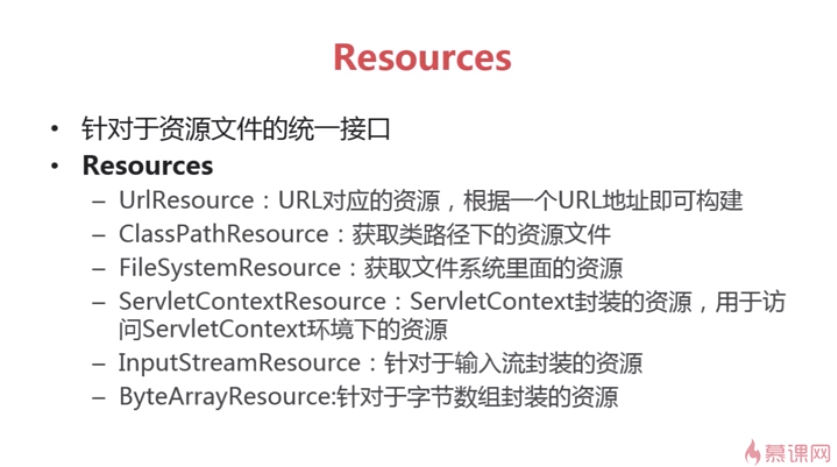 Resources
• 针对于资源文件的统一接口
• Resources
– UrlResource：URL对应的资源，根据一个URL地址即可构建
– ClassPathResource：获取类路径下的资源文件
– FileSystemResource：获取文件系统里面的资源
– ServletContextResource：ServletContext封装的资源，用于访
问ServletContext环境下的资源
– InputStreamResource：针对于输入流封装的资源
– ByteArrayResource:针对于字节数组封装的资源
慕课网